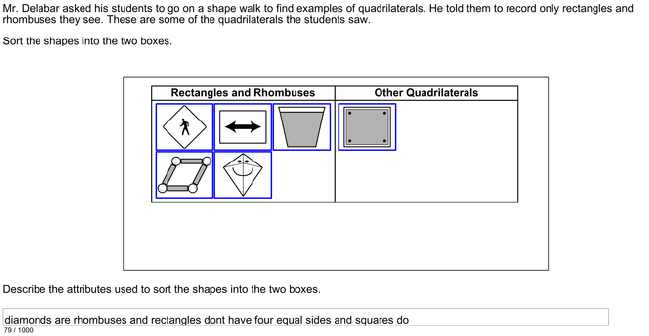 Mr. Delabar asked his students to go on a shape walk to find examples of quadrilaterals. He told them to record only rectangles and
rhombuses they see. These are some of the quadrilaterals the students saw.
Sort the shapes into the two boxes.
Rectangles and Rhombuses
Other Quadrilaterals
Describe the attributes used to sort the shapes into the two boxes.
diamonds are rhombuses and rectangles dont have four equal sides and squares do
79 / 1000